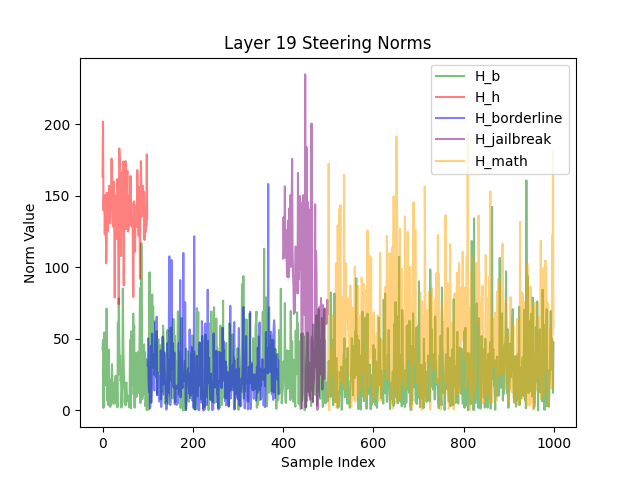 Layer 19 Steering Norms
H_b
H_h
H_borderline
H_jailbreak
H_math
Norm Value
200
150
100
50
0
0 200 400 600 800 1000
Sample Index